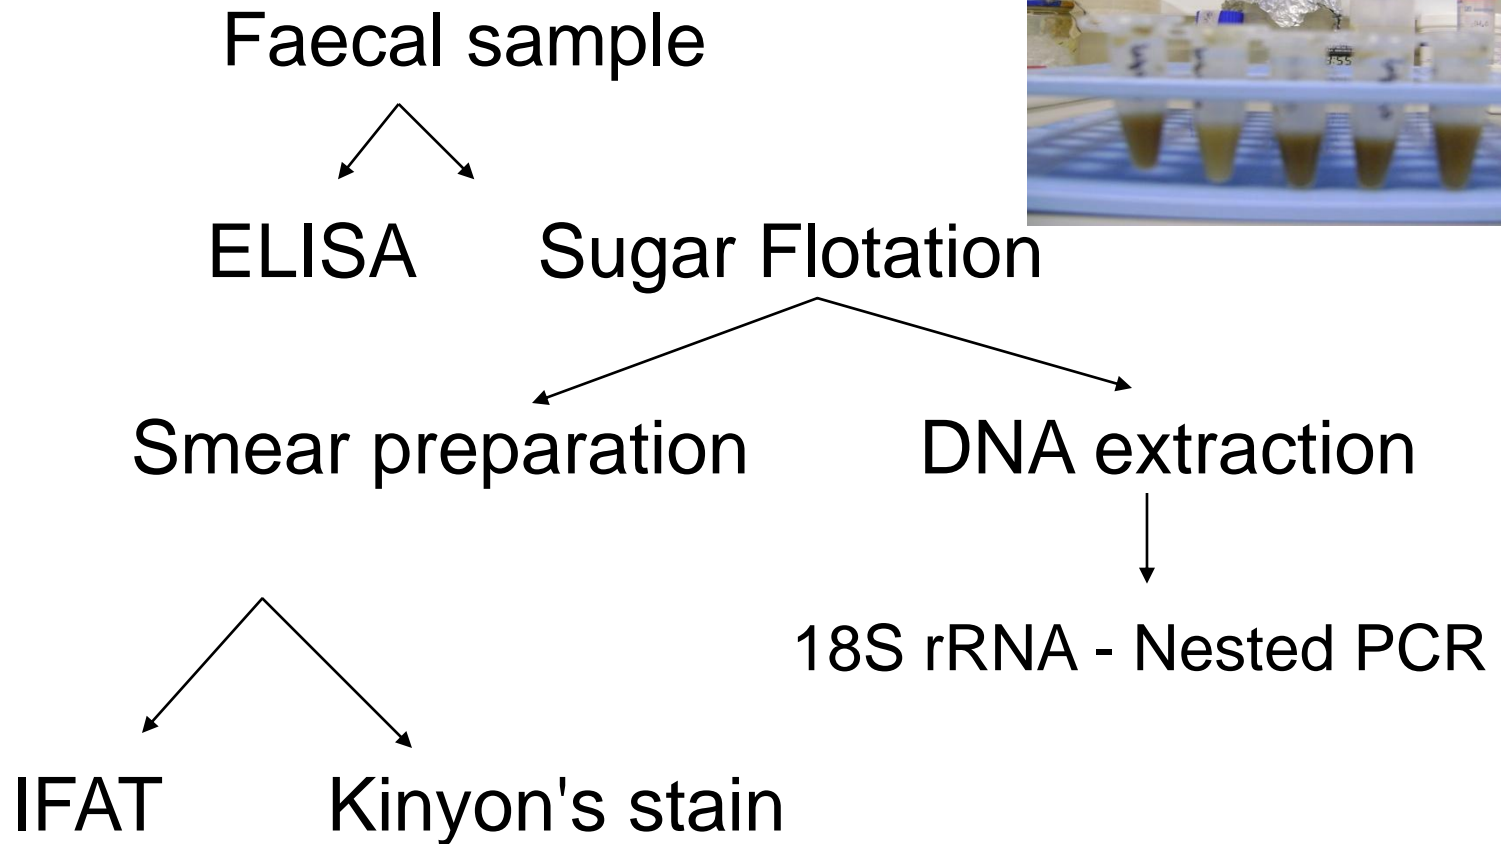 Faecal sample
ELISA
Sugar Flotation
Smear preparation
DNA extraction
18S rRNA - Nested PCR
IFAT
Kinyon's stain